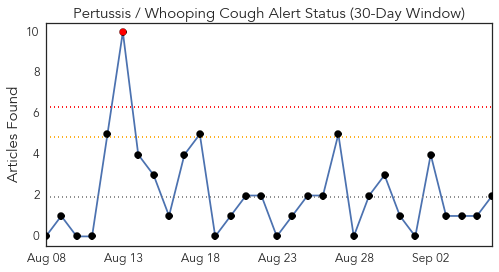 Pertussis / Whooping Cough Alert Status (30-Day Window)
Articles Found
10
8
6
4
2
0
Aug 08 Aug 13 Aug 18 Aug 23 Aug 28 Sep 02